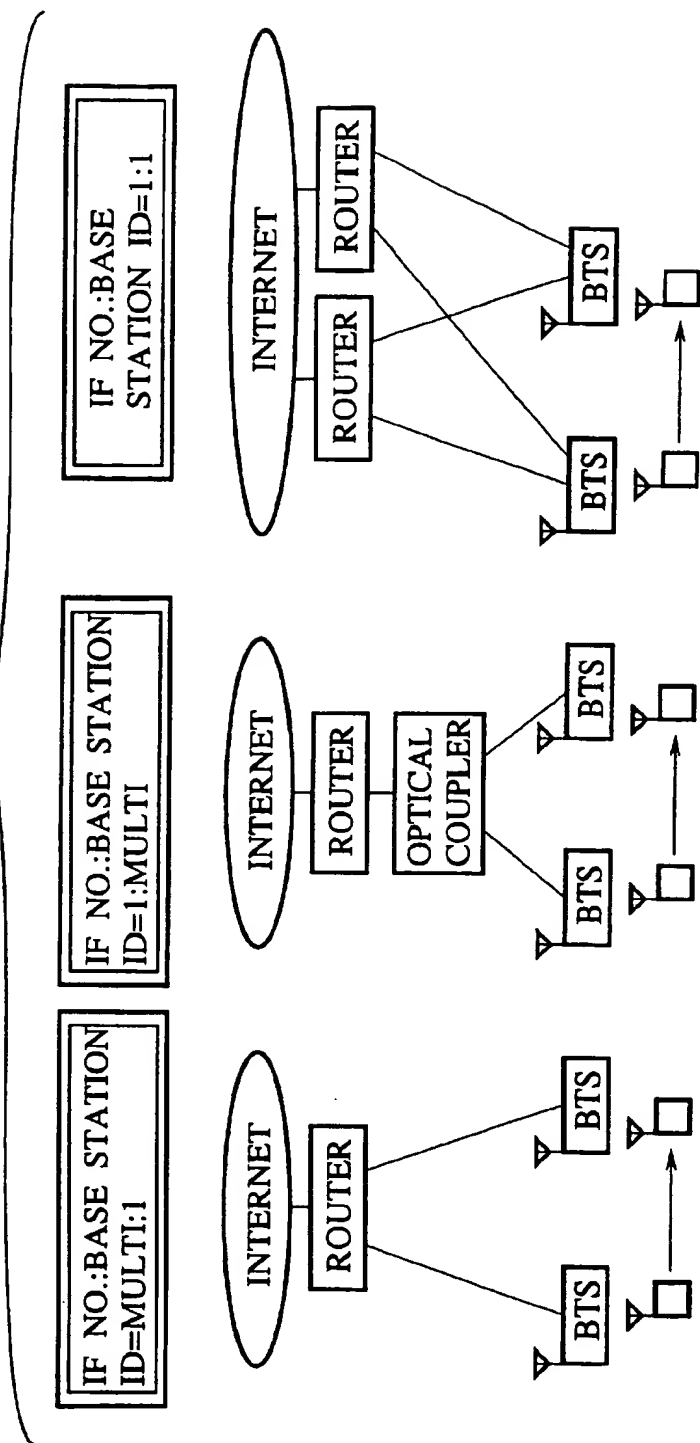 IF NO.:BASE STATION
ID=MULTI:1
INTERNET
ROUTER
BTS
BTS
IF NO.:BASE STATION
ID=1:MULTI
INTERNET
ROUTER
OPTICAL
COUPLER
BTS
BTS
IF NO.:BASE
STATION ID=1:1
INTERNET
ROUTER
ROUTER
BTS
BTS